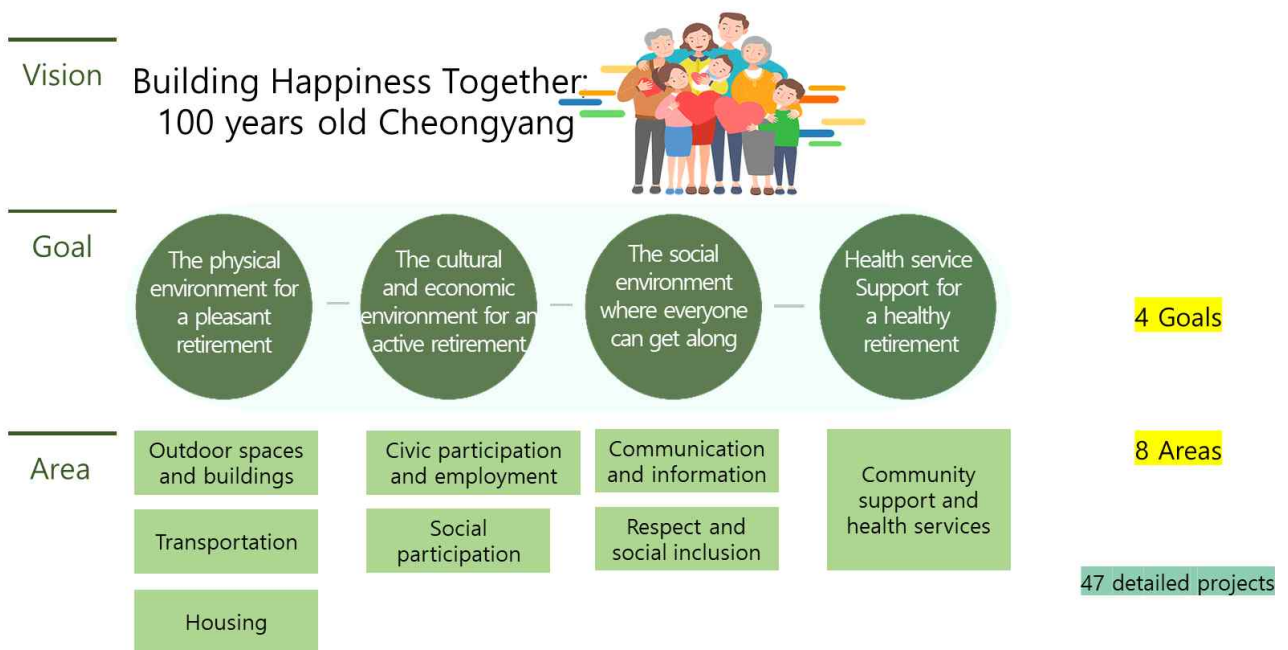 Vision
Building Happiness Together:
100 years old Cheongyang
Goal
The physical
environment for
a pleasant
retirement
The cultural
and economic
environment for an
active retirement
The social
environment
where everyone
can get along
Health service
Support for
a healthy
retirement
4 Goals
Area
Outdoor spaces
and buildings
Transportation
Housing
Civic participation
and employment
Social
participation
Communication
and information
Respect and
social inclusion
Community
support and
health services
8 Areas
47 detailed projects